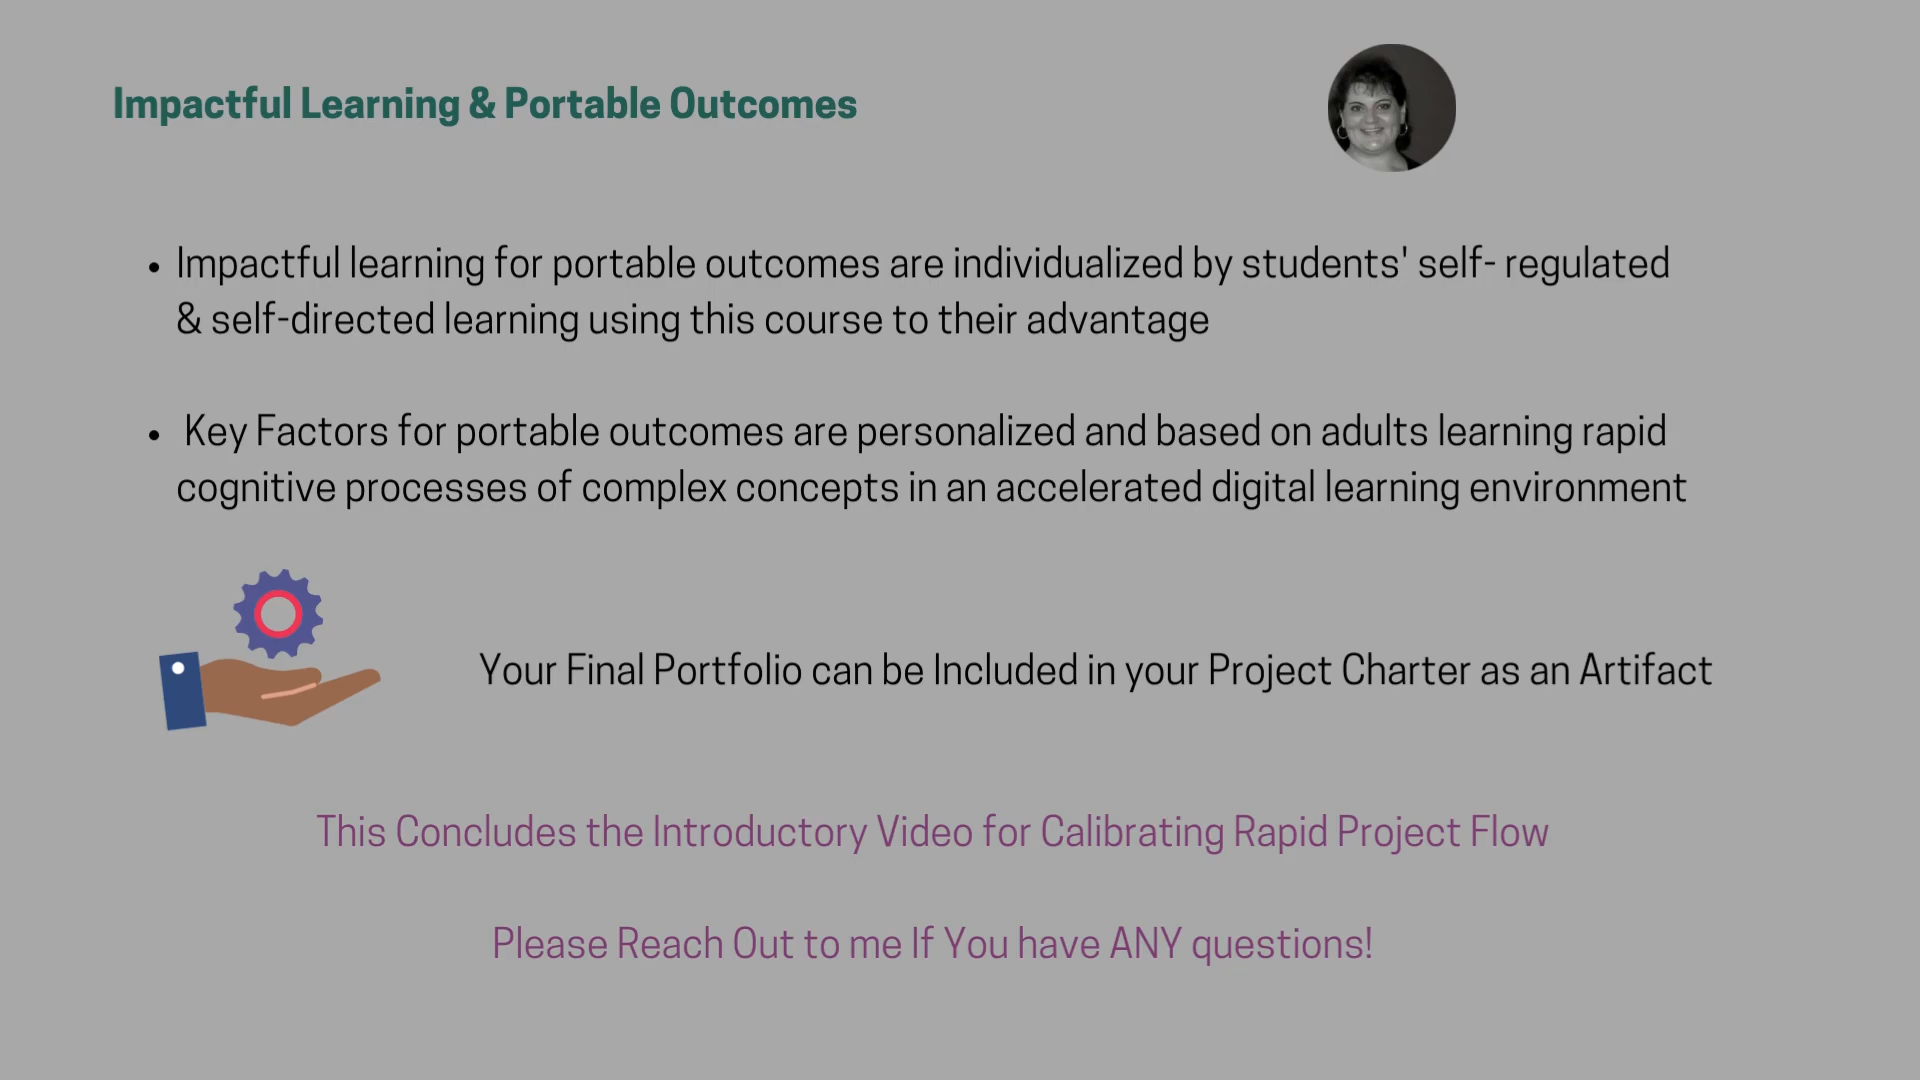 Impactful Learning & Portable Outcomes
• Impactful learning for portable outcomes are individualized by students' self- regulated
& self-directed learning using this course to their advantage
• Key Factors for portable outcomes are personalized and based on adults learning rapid
cognitive processes of complex concepts in an accelerated digital learning environment
Your Final Portfolio can be Included in your Project Charter as an Artifact
This Concludes the Introductory Video for Calibrating Rapid Project Flow
Please Reach Out to me If You have ANY questions!